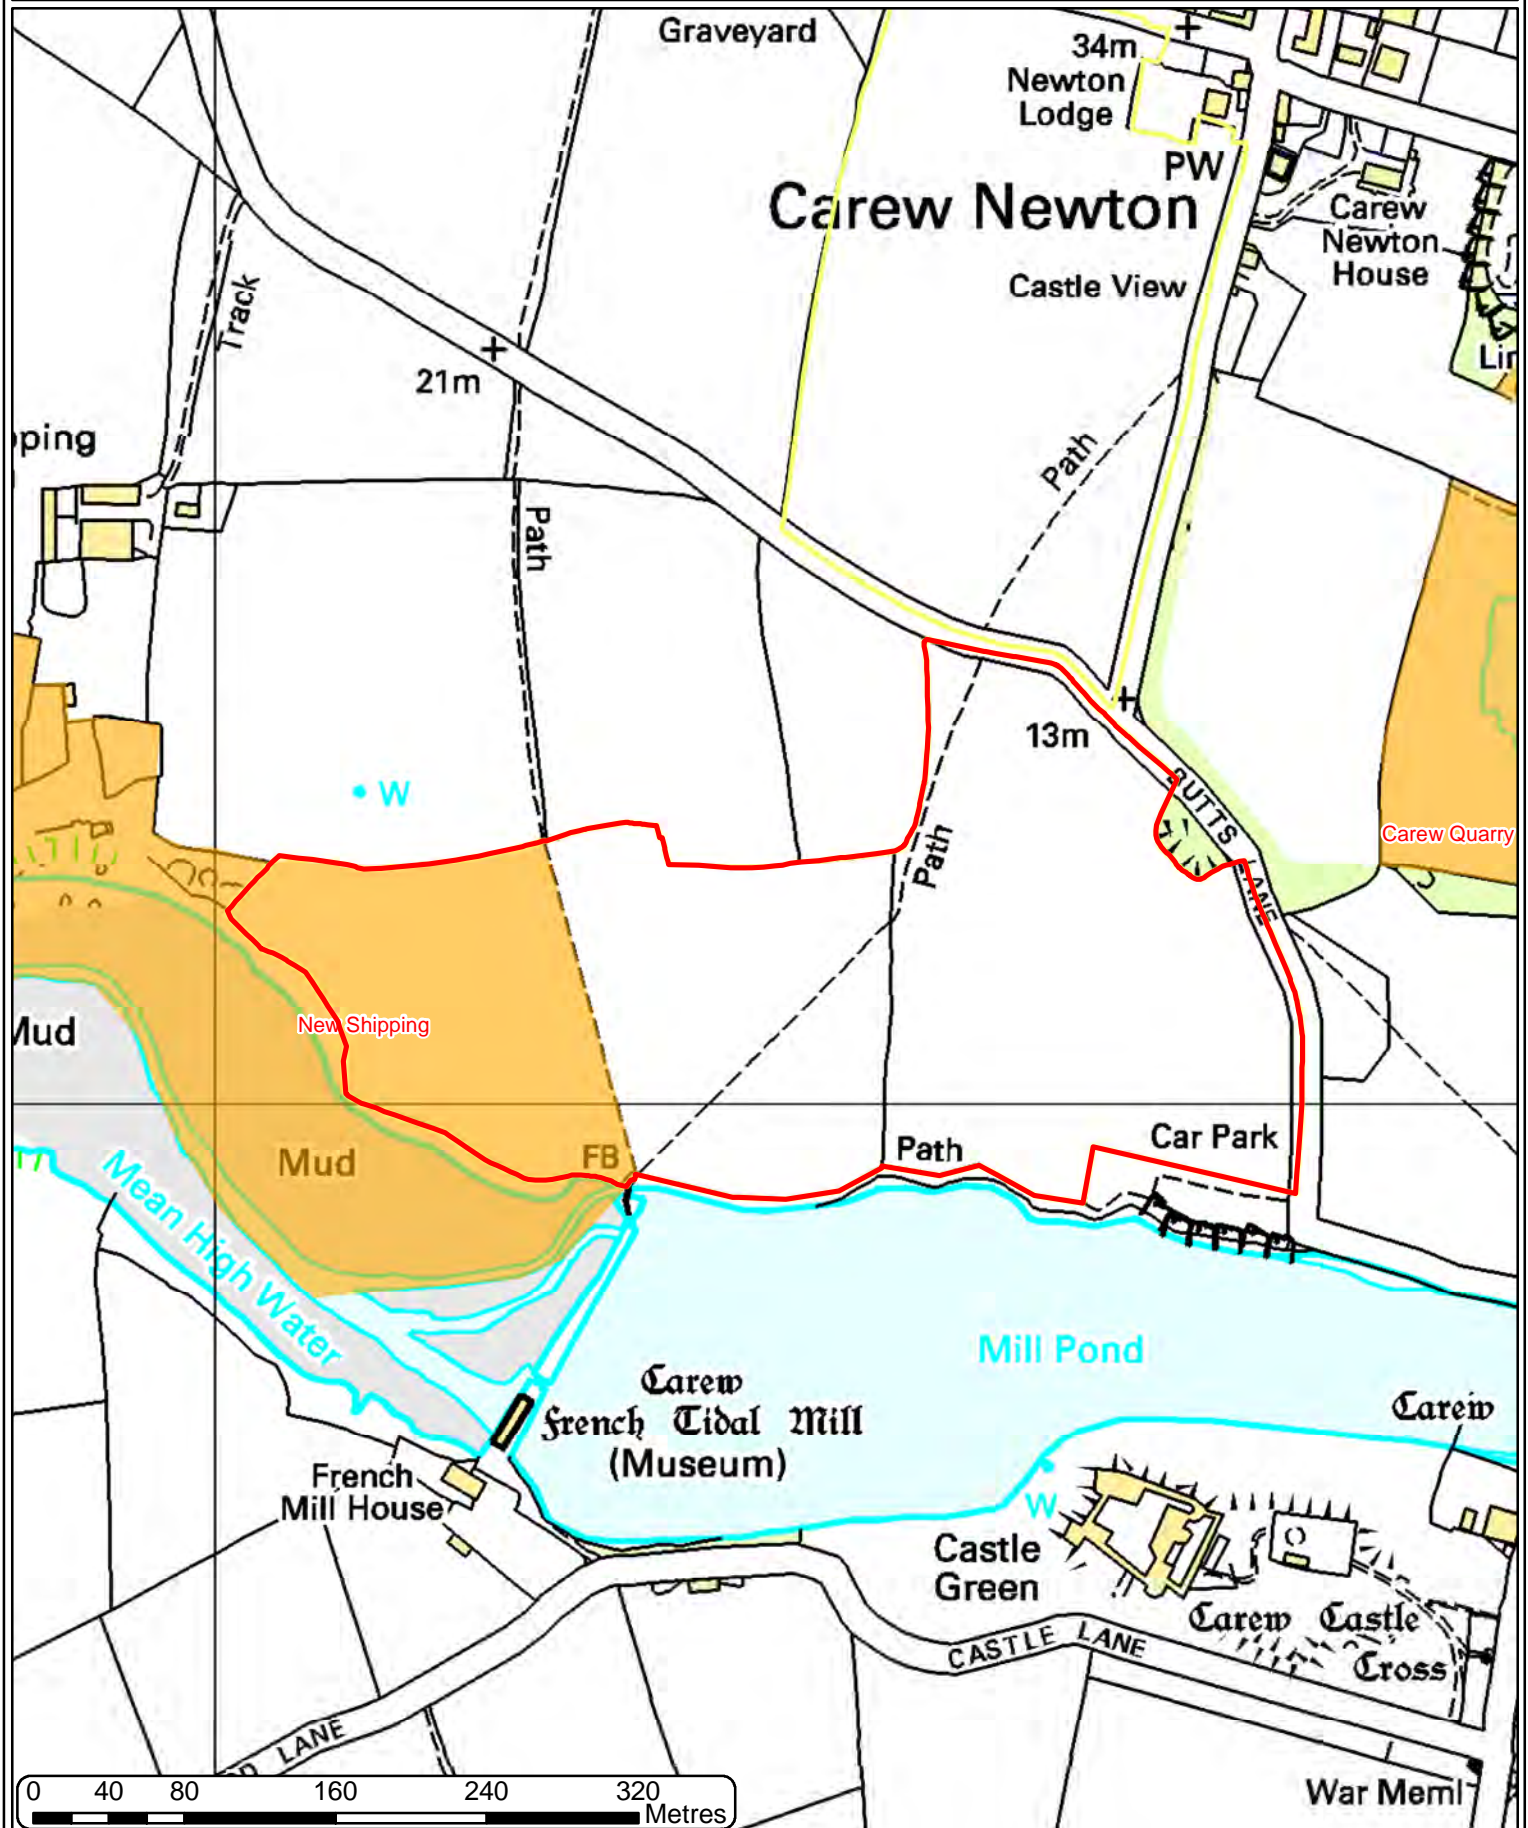 Graveyard
34m
Newton
Lodge
PW
Carew Newton
Carew
Newton
House
Castle View
Track
21m
Path
pping
Path
Path
13m
BUTTS LANE
W
Carew Quarry
Path
New Shipping
Mud
Mud
FB
Path
Car Park
Mean High Water
Mill Pond
Carew
French Tidal Mill
(Museum)
Carew
French
Mill House
W
Castle
Green
Carew Castle
Cross
CASTLE LANE
LANE
War Meml
0 40 80 160 240 320
Metres